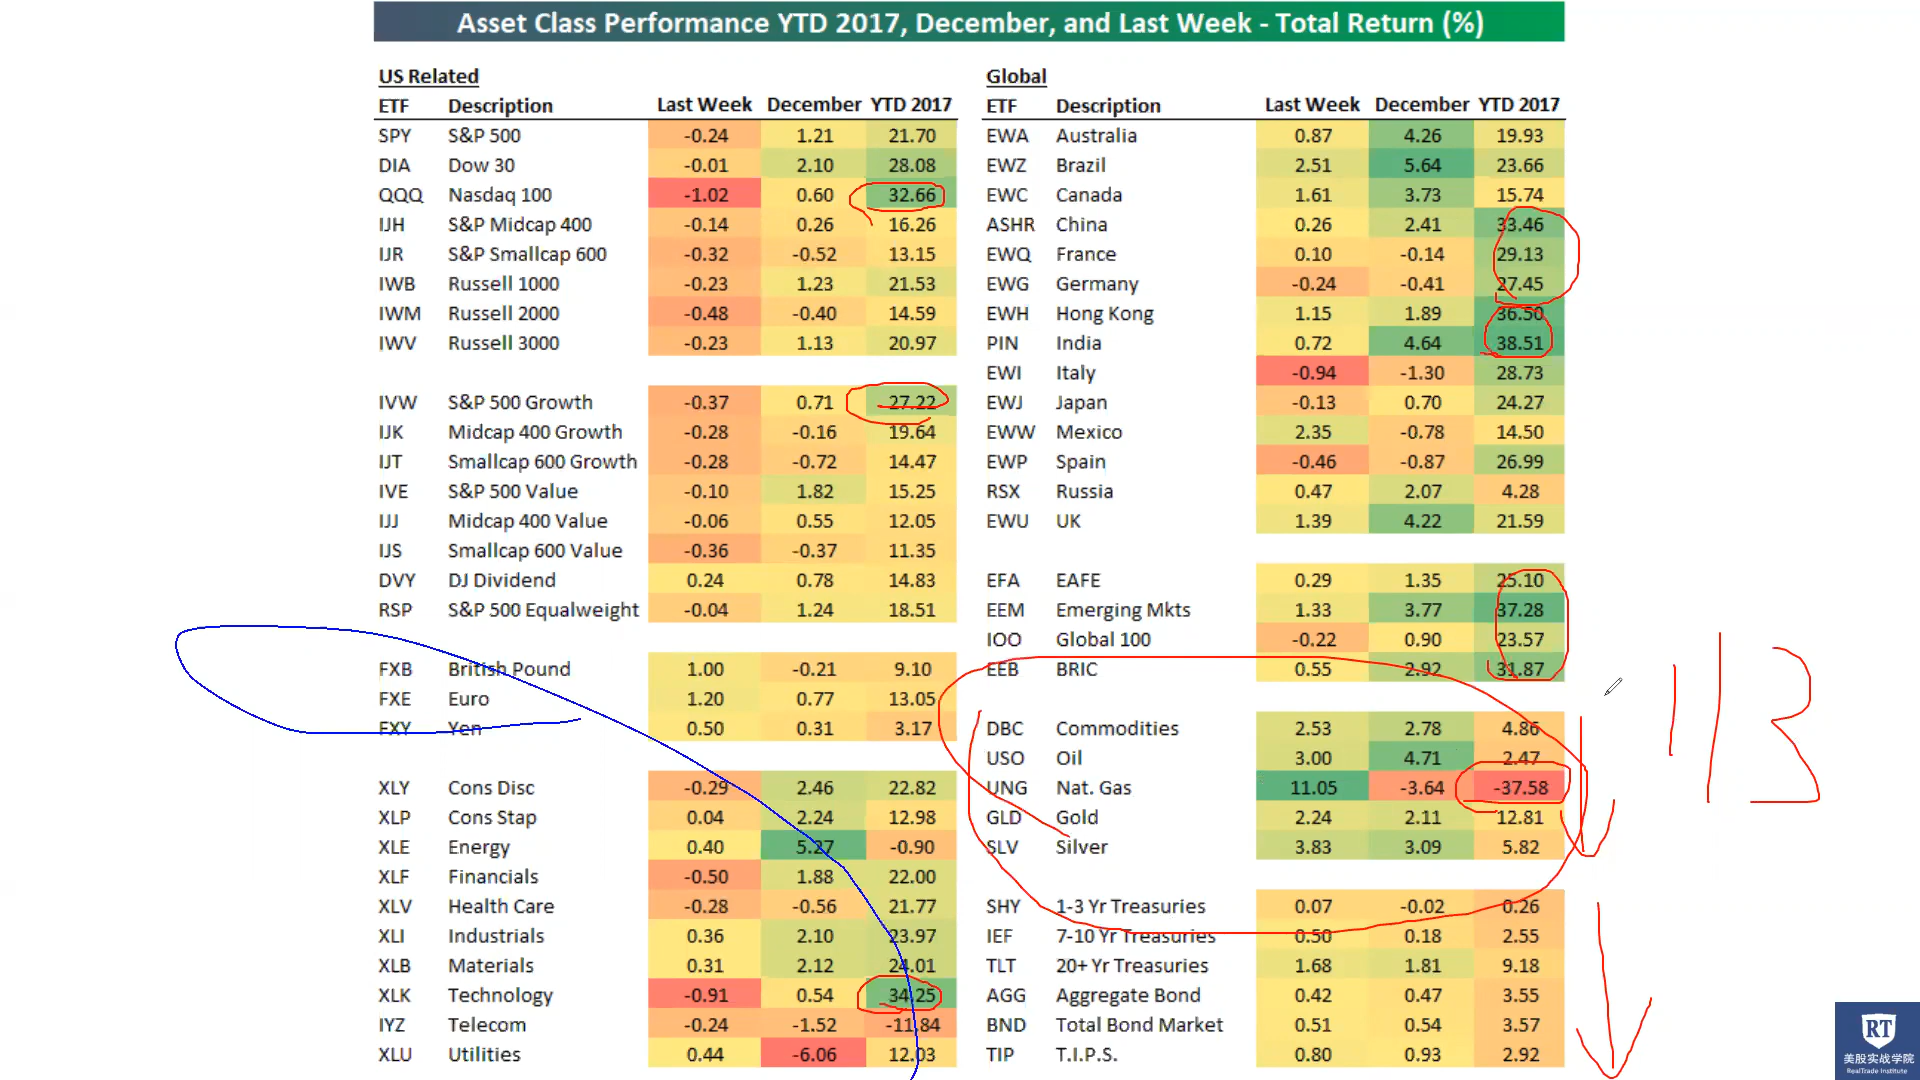 Asset Class Performance YTD 2017, December, and Last Week - Total Return (%)
US Related
ETF Description Last Week December YTD 2017
SPY S&P 500 -0.24 1.21 21.70
DIA Dow 30 -0.01 2.10 28.08
QQQ Nasdaq 100 -1.02 0.60 32.66
IJH S&P Midcap 400 -0.14 0.26 16.26
IJR S&P Smallcap 600 -0.32 -0.52 13.15
IWB Russell 1000 -0.23 1.23 21.53
IWM Russell 2000 -0.48 -0.40 14.59
IWV Russell 3000 -0.23 1.13 20.97
IVW S&P 500 Growth -0.37 0.71 27.22
IJK Midcap 400 Growth -0.28 -0.16 19.64
IJT Smallcap 600 Growth -0.28 -0.72 14.47
IVE S&P 500 Value -0.10 1.82 15.25
IJJ Midcap 400 Value -0.06 0.55 12.05
IJS Smallcap 600 Value -0.36 -0.37 11.35
DVY DJ Dividend 0.24 0.78 14.83
RSP S&P 500 Equalweight -0.04 1.24 18.51
FXB British Pound 1.00 -0.21 9.10
FXE Euro 1.20 0.77 13.05
FXY Yen 0.50 0.31 3.17
XLY Cons Disc -0.29 2.46 22.82
XLP Cons Stap 0.04 2.24 12.98
XLE Energy 0.40 5.27 -0.90
XLF Financials -0.50 1.88 22.00
XLV Health Care -0.28 -0.56 21.77
XLI Industrials 0.36 2.10 23.97
XLB Materials 0.31 2.12 24.01
XLK Technology -0.91 0.54 34.25
IYZ Telecom -0.24 -1.52 -11.84
XLU Utilities 0.44 -6.06 12.03
Global
ETF Description Last Week December YTD 2017
EWA Australia 0.87 4.26 19.93
EWZ Brazil 2.51 5.64 23.66
EWC Canada 1.61 3.73 15.74
ASHR China 0.26 2.41 33.46
EWQ France 0.10 -0.14 29.13
EWG Germany -0.24 -0.41 27.45
EWH Hong Kong 1.15 1.89 36.50
PIN India 0.72 4.64 38.51
EWI Italy -0.94 -1.30 28.73
EWJ Japan -0.13 0.70 24.27
EWW Mexico 2.35 -0.78 14.50
EWP Spain -0.46 -0.87 26.99
RSX Russia 0.47 2.07 4.28
EWU UK 1.39 4.22 21.59
EFA EAFE 0.29 1.35 25.10
EEM Emerging Mkts 1.33 3.77 37.28
IOO Global 100 -0.22 0.90 23.57
EEB BRIC 0.55 2.92 31.87
DBC Commodities 2.53 2.78 4.86
USO Oil 3.00 4.71 2.47
UNG Nat. Gas 11.05 -3.64 -37.58
GLD Gold 2.24 2.11 12.81
SLV Silver 3.83 3.09 5.82
SHY 1-3 Yr Treasuries 0.07 -0.02 0.26
IEF 7-10 Yr Treasuries 0.50 0.18 2.55
TLT 20+ Yr Treasuries 1.68 1.81 9.18
AGG Aggregate Bond 0.42 0.47 3.55
BND Total Bond Market 0.51 0.54 3.57
TIP T.I.P.S. 0.80 0.93 2.92
113
RT
美股实战学院
RealTrade Institute